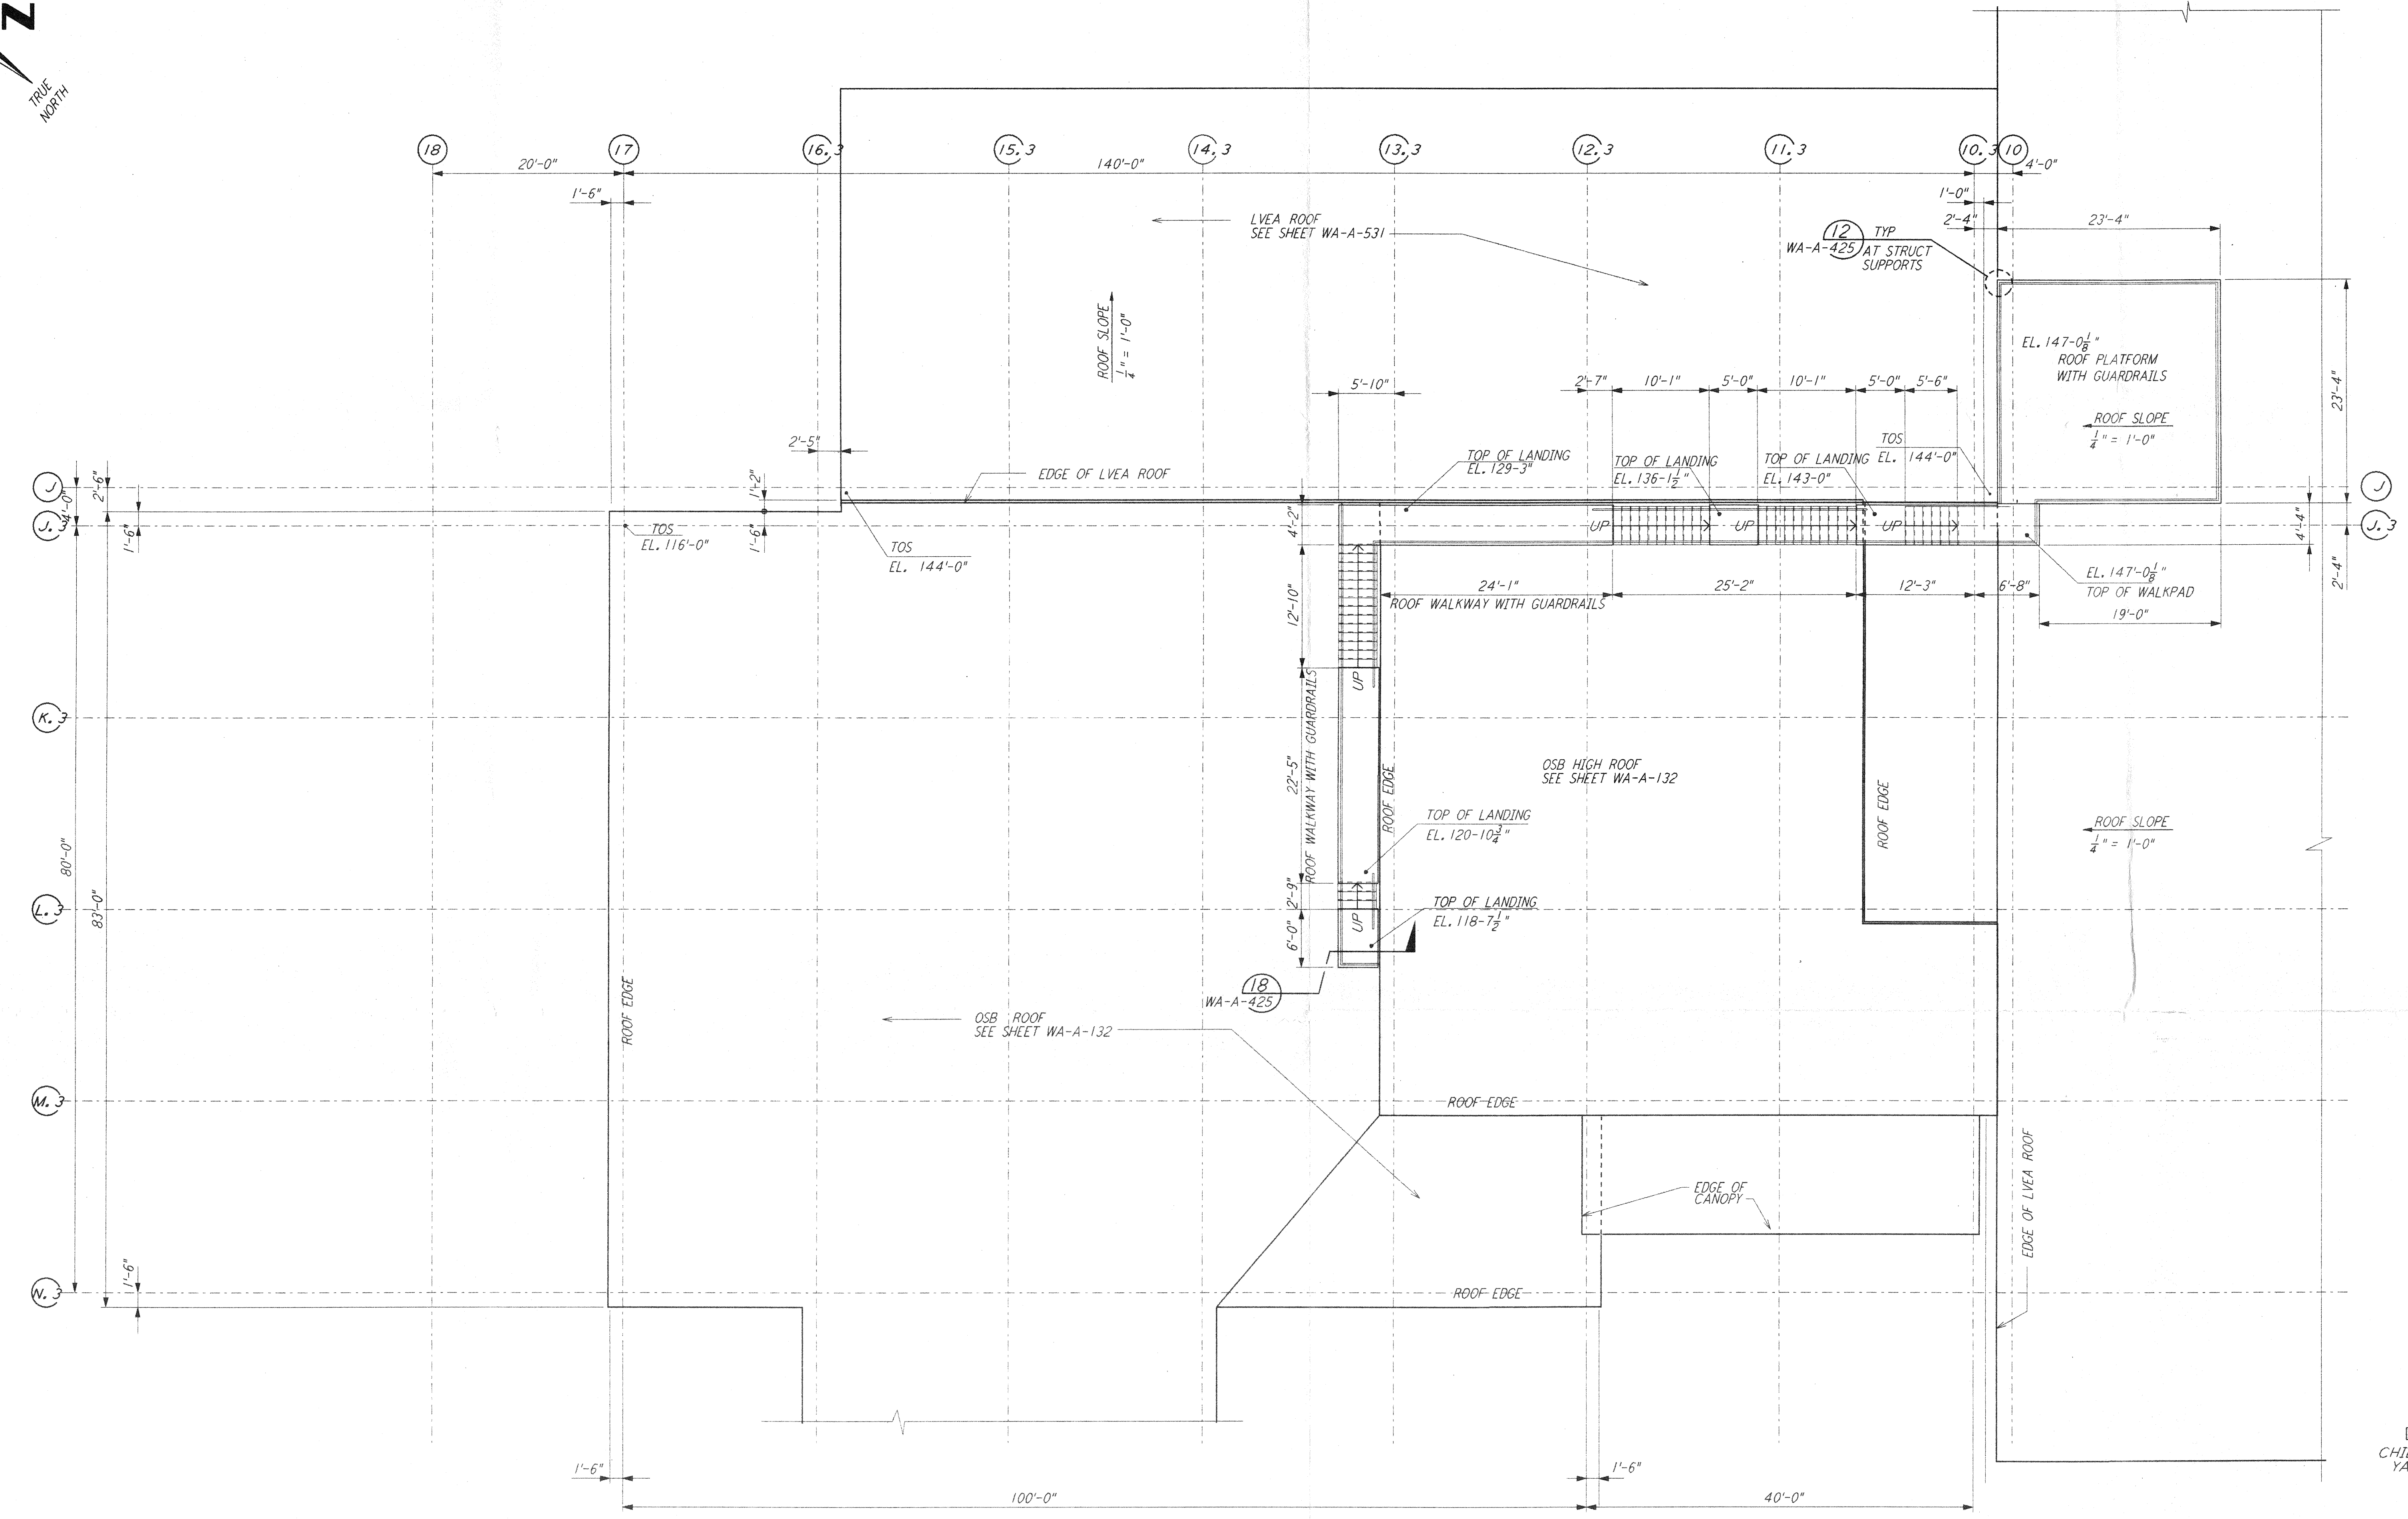 N
TRUE
NORTH
18
17
16.3
15.3
14.3
13.3
12.3
11.3
10.3
10
20'-0"
140'-0"
4'-0"
1'-6"
1'-0"
2'-4"
23'-4"
LVEA ROOF
SEE SHEET WA-A-531
12
WA-A-425
TYP
AT STRUCT
SUPPORTS
ROOF SLOPE
1/4" = 1'-0"
EL. 147-0 1/8"
ROOF PLATFORM
WITH GUARDRAILS
ROOF SLOPE
1/4" = 1'-0"
23'-4"
5'-10"
2'-7"
10'-1"
5'-0"
10'-1"
5'-0"
5'-6"
2'-5"
TOP OF LANDING
EL. 129-3"
TOP OF LANDING
EL. 136-1 1/2"
TOP OF LANDING
EL. 143-0"
TOS
EL. 144'-0"
EDGE OF LVEA ROOF
J
J.3
4'-0"
2'-6"
1'-6"
1'-2"
1'-6"
TOS
EL. 116'-0"
TOS
EL. 144'-0"
4'-2"
UP
UP
UP
J
J.3
4'-4"
2'-4"
EL. 147'-0 1/8"
TOP OF WALKPAD
24'-1"
25'-2"
12'-3"
6'-8"
19'-0"
ROOF WALKWAY WITH GUARDRAILS
12'-10"
UP
K.3
ROOF WALKWAY WITH GUARDRAILS
22'-5"
ROOF EDGE
OSB HIGH ROOF
SEE SHEET WA-A-132
ROOF EDGE
TOP OF LANDING
EL. 120-10 3/4"
ROOF SLOPE
1/4" = 1'-0"
80'-0"
83'-0"
L.3
2'-9"
6'-0"
UP
TOP OF LANDING
EL. 118-7 1/2"
18
WA-A-425
ROOF EDGE
OSB ROOF
SEE SHEET WA-A-132
M.3
ROOF EDGE
EDGE OF
CANOPY
EDGE OF LVEA ROOF
1'-6"
N.3
ROOF EDGE
1'-6"
1'-6"
100'-0"
40'-0"